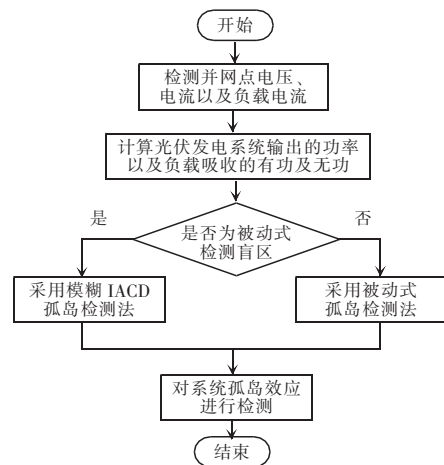 开始
检测并网点电压、
电流以及负载电流
计算光伏发电系统输出的功率
以及负载吸收的有功及无功
是
否
是否为被动式
检测盲区
采用模糊 IACD
孤岛检测法
采用被动式
孤岛检测法
对系统孤岛效应
进行检测
结束